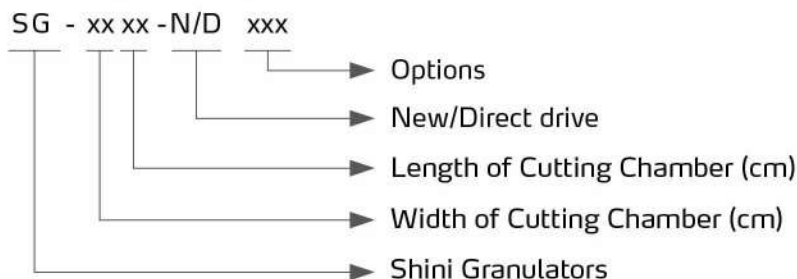 SG - xx xx - N/D xxx
Options
New/Direct drive
Length of Cutting Chamber (cm)
Width of Cutting Chamber (cm)
Shini Granulators